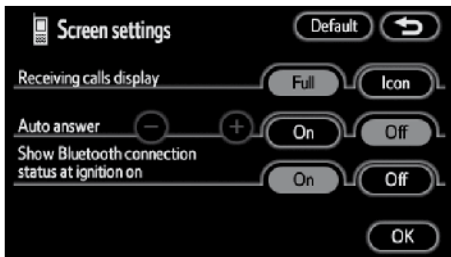 Screen settings
Default
Receiving calls display
Full
Icon
Auto answer
−
+
On
Off
Show Bluetooth connection
status at ignition on
On
Off
OK